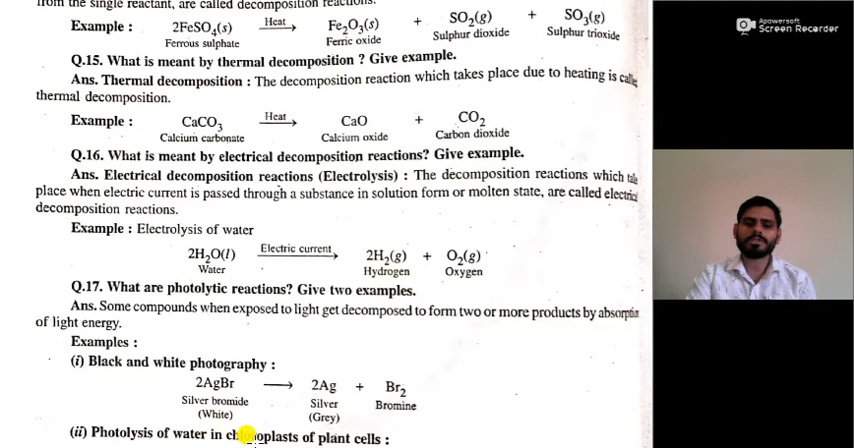 from the single reactant, are called decomposition reactions.
Example : 2FeSO₄(s) Heat → Fe₂O₃(s) + SO₂(g) + SO₃(g)
Ferrous sulphate Ferric oxide Sulphur dioxide Sulphur trioxide
Q.15. What is meant by thermal decomposition ? Give example.
Ans. Thermal decomposition : The decomposition reaction which takes place due to heating is called
thermal decomposition.
Example : CaCO₃ Heat → CaO + CO₂
Calcium carbonate Calcium oxide Carbon dioxide
Q.16. What is meant by electrical decomposition reactions? Give example.
Ans. Electrical decomposition reactions (Electrolysis) : The decomposition reactions which take
place when electric current is passed through a substance in solution form or molten state, are called electrical
decomposition reactions.
Example : Electrolysis of water
2H₂O(l) Electric current → 2H₂(g) + O₂(g)
Water Hydrogen Oxygen
Q.17. What are photolytic reactions? Give two examples.
Ans. Some compounds when exposed to light get decomposed to form two or more products by absorption
of light energy.
Examples :
(i) Black and white photography :
2AgBr → 2Ag + Br₂
Silver bromide Silver Bromine
(White) (Grey)
(ii) Photolysis of water in chloroplasts of plant cells :
Apowersoft
Screen Recorder